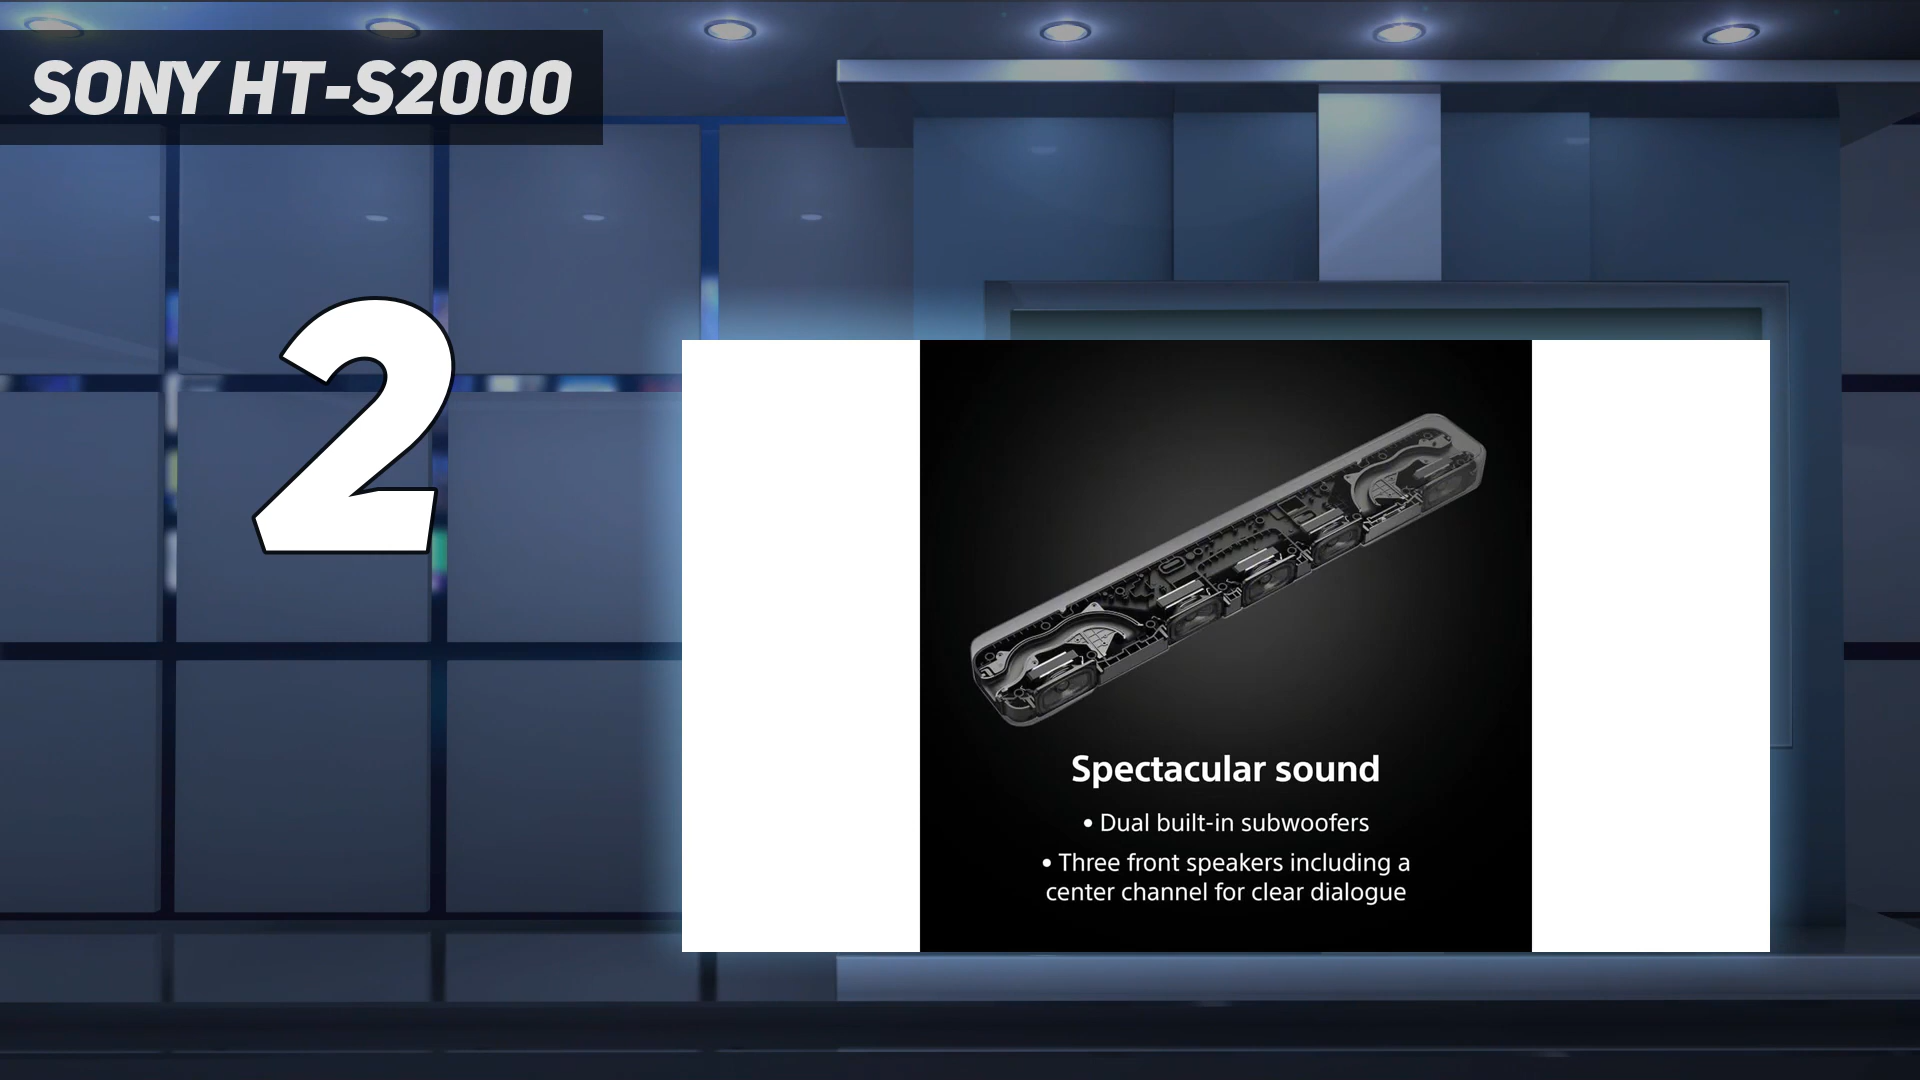 SONY HT-S2000
2
Spectacular sound
• Dual built-in subwoofers
• Three front speakers including a
center channel for clear dialogue